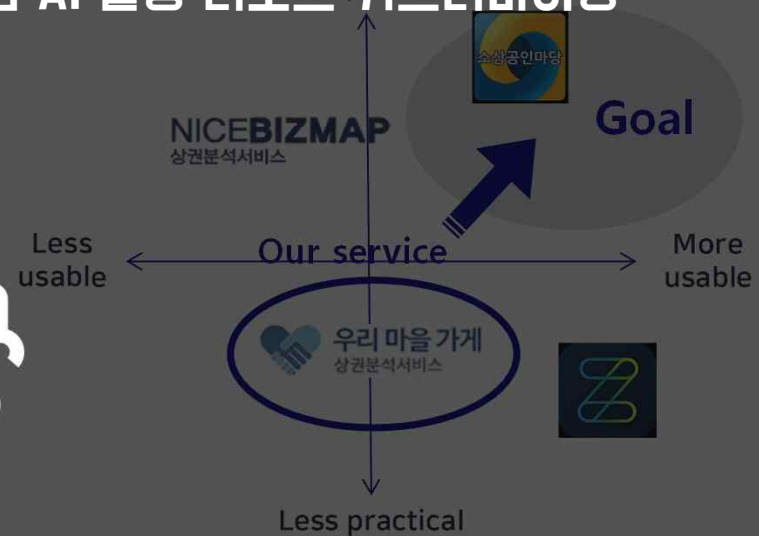 소상공인마당
Goal
NICEBIZMAP
상권분석서비스
Less
usable
Our service
More
usable
우리 마을 가게
상권분석서비스
Less practical